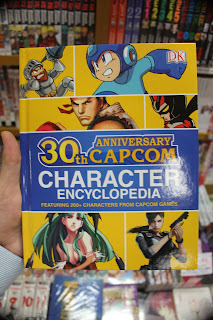 DK
30th ANNIVERSARY
CAPCOM
CHARACTER
ENCYCLOPEDIA
FEATURING 200+ CHARACTERS FROM CAPCOM GAMES